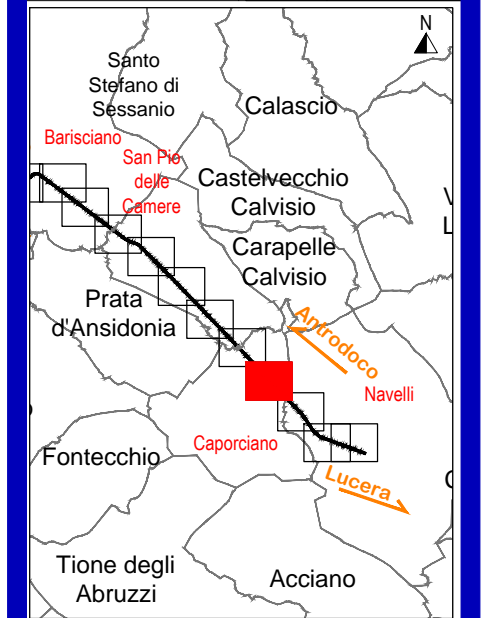 N
Santo
Stefano di
Sessanio
Calascio
Barisciano
San Pio
delle
Camere
Castelvecchio
Calvisio
Carapelle
Calvisio
Prata
d'Ansidonia
Antrodoco
Navelli
Caporciano
Fontecchio
Lucera
Tione degli
Abruzzi
Acciano